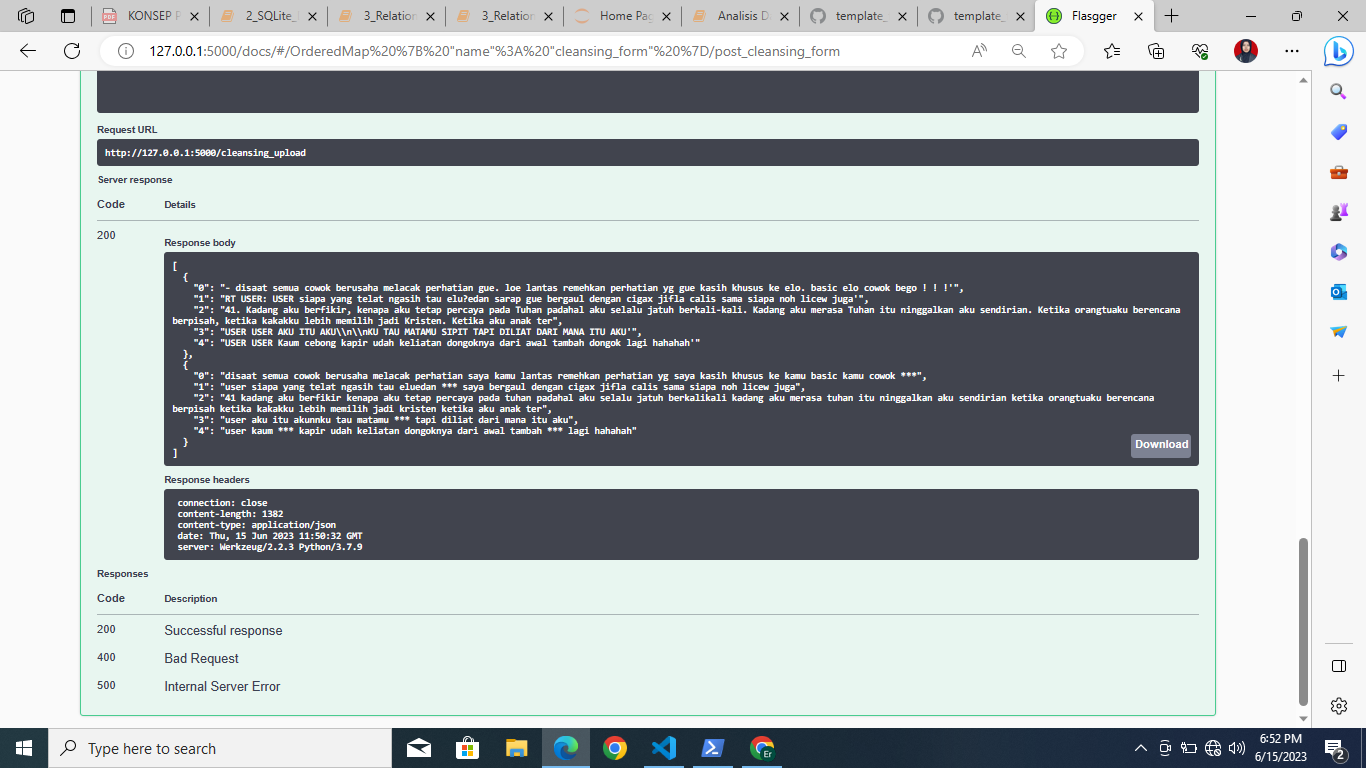 KONSEP P
2_SQLite_
3_Relation
3_Relation
Home Pag
Analisis D
template_
template_
Flasgger
127.0.0.1:5000/docs/#/OrderedMap%20%7B%20"name"%3A%20"cleansing_form"%20%7D/post_cleansing_form
Request URL
http://127.0.0.1:5000/cleansing_upload
Server response
Code Details
200
Response body
[
{
"0": "- disaat semua cowok berusaha melacak perhatian gue. loe lantas remehkan perhatian yg gue kasih khusus ke elo. basic elo cowok bego ! ! !'",
"1": "RT USER: USER siapa yang telat ngasih tau elu?edan sarap gue bergaul dengan cigax jifla calis sama siapa noh licew juga'",
"2": "41. Kadang aku berfikir, kenapa aku tetap percaya pada Tuhan padahal aku selalu jatuh berkali-kali. Kadang aku merasa Tuhan itu ninggalkan aku sendirian. Ketika orangtuaku berencana
berpisah, ketika kakakku lebih memilih jadi Kristen. Ketika aku anak ter",
"3": "USER USER AKU ITU AKU\\n\\nKU TAU MATAMU SIPIT TAPI DILIAT DARI MANA ITU AKU'",
"4": "USER USER Kaum cebong kapir udah keliatan dongoknya dari awal tambah dongok lagi hahahah'"
},
{
"0": "disaat semua cowok berusaha melacak perhatian saya kamu lantas remehkan perhatian yg saya kasih khusus ke kamu basic kamu cowok ***",
"1": "user siapa yang telat ngasih tau eluedan *** saya bergaul dengan cigax jifla calis sama siapa noh licew juga",
"2": "41 kadang aku berfikir kenapa aku tetap percaya pada tuhan padahal aku selalu jatuh berkalikali kadang aku merasa tuhan itu ninggalkan aku sendirian ketika orangtuaku berencana
berpisah ketika kakakku lebih memilih jadi kristen ketika aku anak ter",
"3": "user aku itu akunnku tau matamu *** tapi diliat dari mana itu aku",
"4": "user kaum *** kapir udah keliatan dongoknya dari awal tambah *** lagi hahahah"
}
]
Download
Response headers
connection: close
content-length: 1382
content-type: application/json
date: Thu, 15 Jun 2023 11:50:32 GMT
server: Werkzeug/2.2.3 Python/3.7.9
Responses
Code Description
200 Successful response
400 Bad Request
500 Internal Server Error
Type here to search
6:52 PM
6/15/2023
2